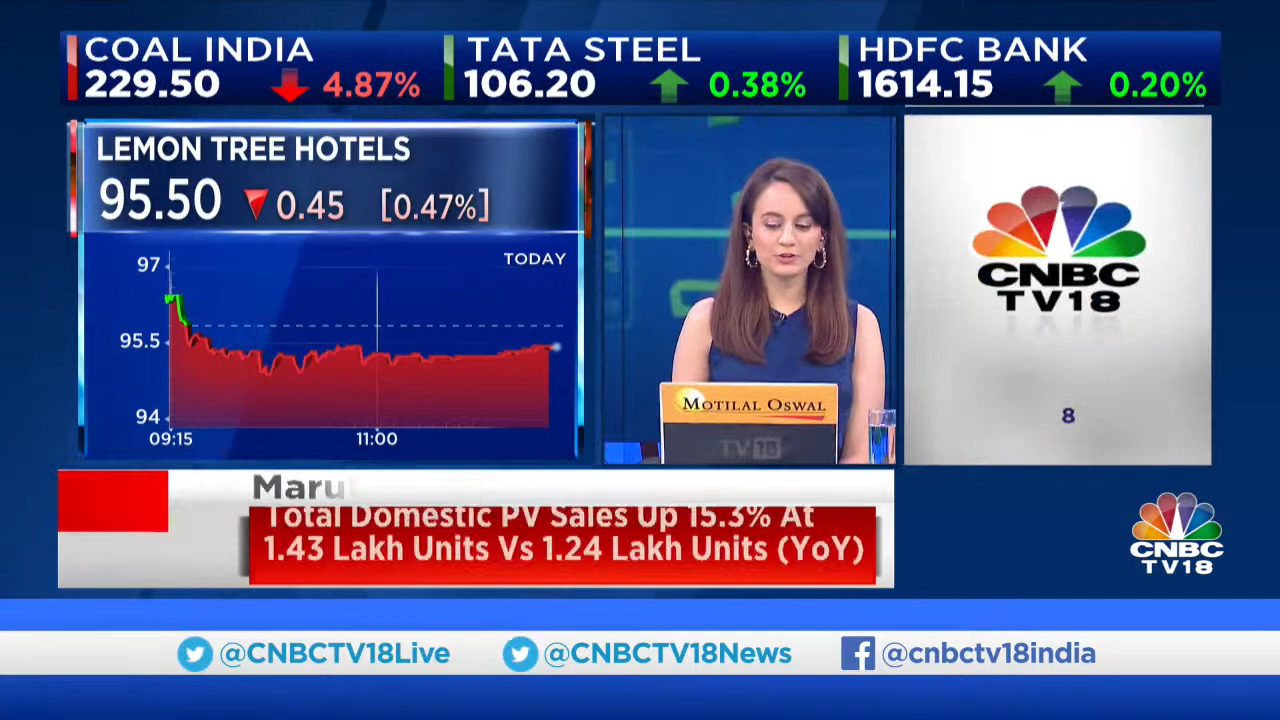 COAL INDIA
229.50 4.87%
TATA STEEL
106.20 0.38%
HDFC BANK
1614.15 0.20%
LEMON TREE HOTELS
95.50 0.45 [0.47%]
TODAY
97
95.5
94
09:15 11:00
MOTILAL OSWAL
TV18
CNBC
TV18
8
Maru
Total Domestic PV Sales Up 15.3% At
1.43 Lakh Units Vs 1.24 Lakh Units (YoY)
CNBC
TV18
@CNBCTV18Live @CNBCTV18News @cnbctv18india